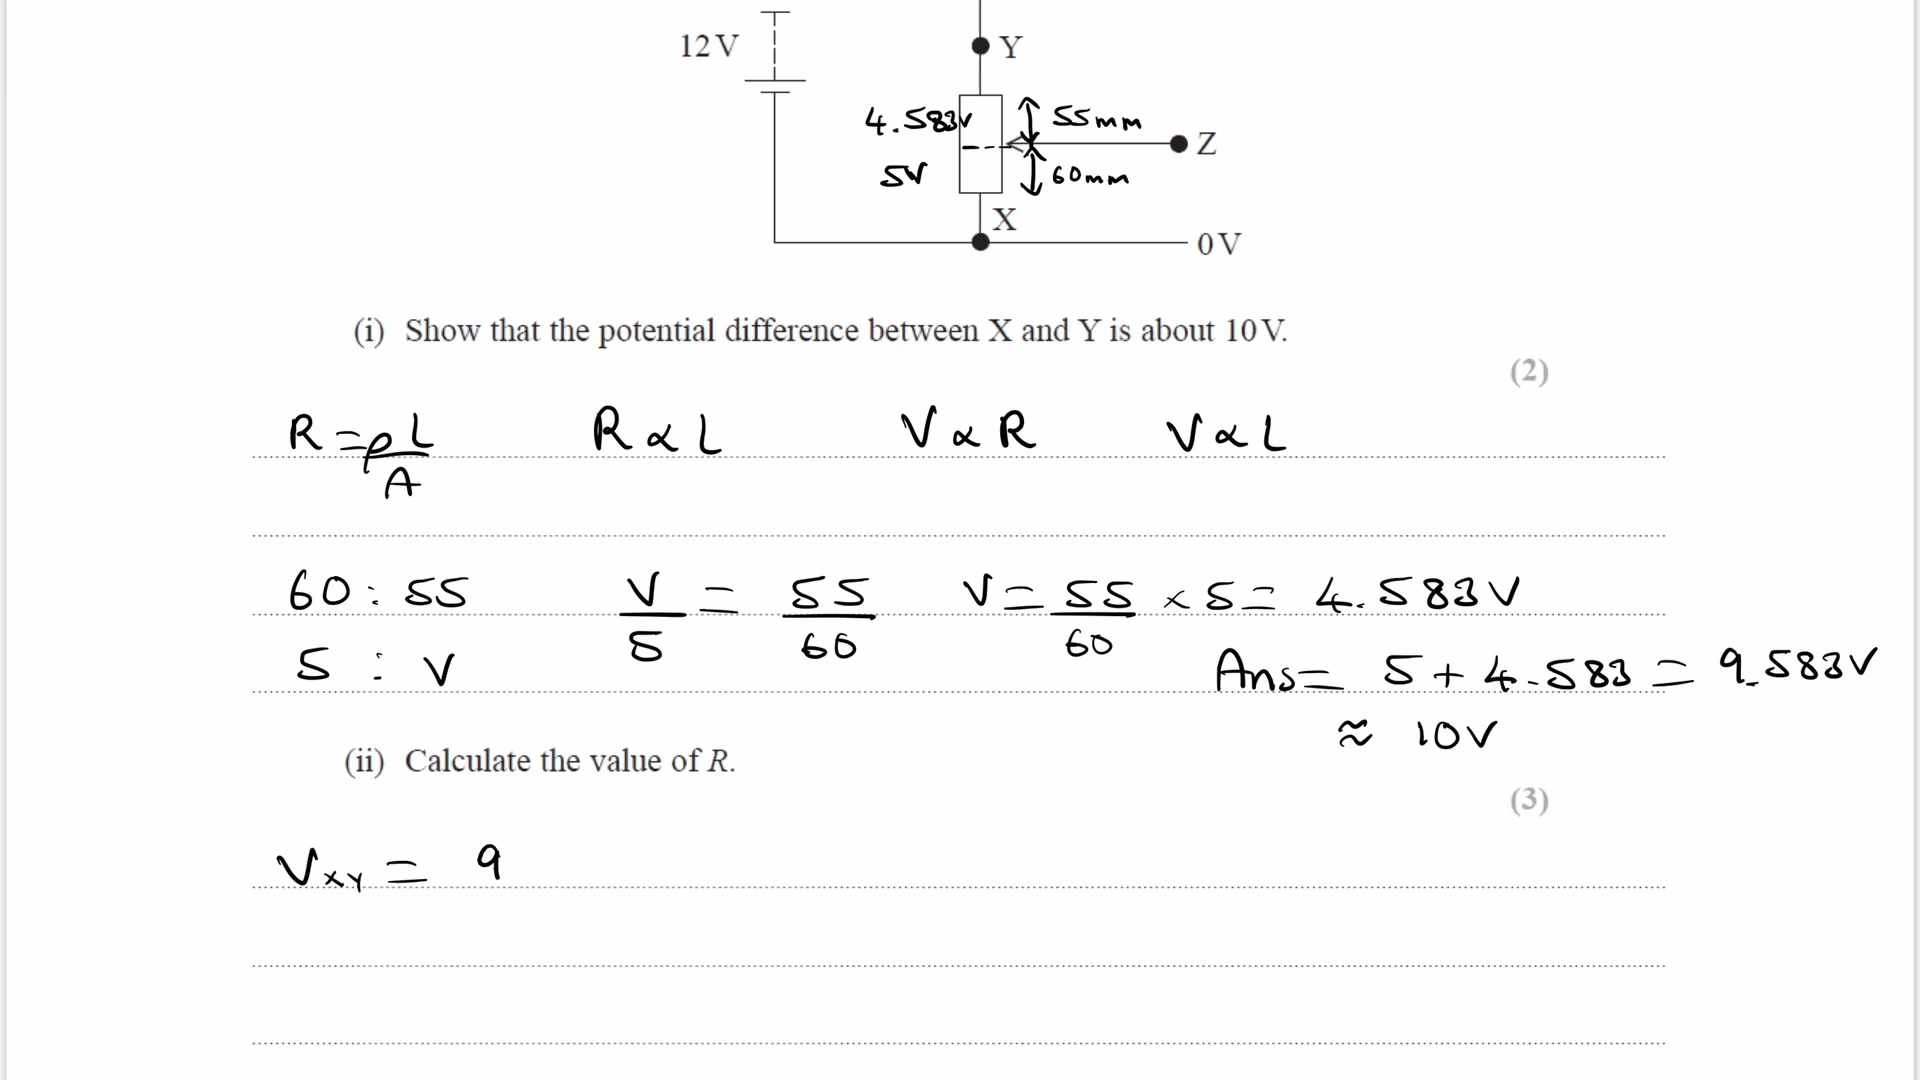 12 V
Y
4.583V
55mm
Z
5V
60mm
X
0 V
(i) Show that the potential difference between X and Y is about 10 V.
(2)
R = ρL/A R ∝ L V ∝ R V ∝ L
60 : 55 V/5 = 55/60 V = 55/60 × 5 = 4.583V
5 : V Ans = 5 + 4.583 = 9.583V
≈ 10V
(ii) Calculate the value of R.
(3)
VXY = 9